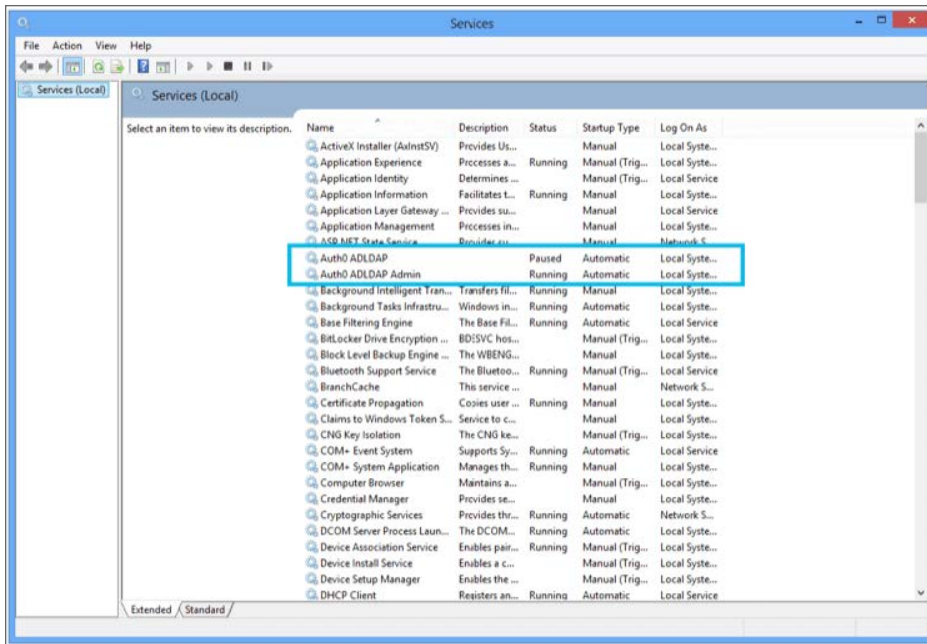 Services
File Action View Help
Services (Local)
Services (Local)
Select an item to view its description.
Name Description Status Startup Type Log On As
ActiveX Installer (AxInstSV) Provides Us... Manual Local Syste...
Application Experience Processes a... Running Manual (Trig... Local Syste...
Application Identity Determines ... Manual (Trig... Local Service
Application Information Facilitates t... Running Manual Local Syste...
Application Layer Gateway ... Provides su... Manual Local Service
Application Management Processes in... Manual Local Syste...
ASP.NET State Service Provides su... Manual Network S...
Auth0 ADLDAP Paused Automatic Local Syste...
Auth0 ADLDAP Admin Running Automatic Local Syste...
Background Intelligent Tran... Transfers fil... Running Manual Local Syste...
Background Tasks Infrastru... Windows in... Running Automatic Local Syste...
Base Filtering Engine The Base Fil... Running Automatic Local Service
BitLocker Drive Encryption ... BDESVC hos... Manual (Trig... Local Syste...
Block Level Backup Engine ... The WBENG... Manual Local Syste...
Bluetooth Support Service The Bluetoo... Running Manual (Trig... Local Service
BranchCache This service ... Manual Network S...
Certificate Propagation Copies user ... Running Manual Local Syste...
Claims to Windows Token S... Service to c... Manual Local Syste...
CNG Key Isolation The CNG ke... Manual (Trig... Local Syste...
COM+ Event System Supports Sy... Running Automatic Local Service
COM+ System Application Manages th... Running Manual Local Syste...
Computer Browser Maintains a... Manual (Trig... Local Syste...
Credential Manager Provides se... Manual Local Syste...
Cryptographic Services Provides thr... Running Automatic Network S...
DCOM Server Process Laun... The DCOM... Running Automatic Local Syste...
Device Association Service Enables pair... Running Manual (Trig... Local Syste...
Device Install Service Enables a c... Manual (Trig... Local Syste...
Device Setup Manager Enables the ... Manual (Trig... Local Syste...
DHCP Client Registers an... Running Automatic Local Service
Extended Standard